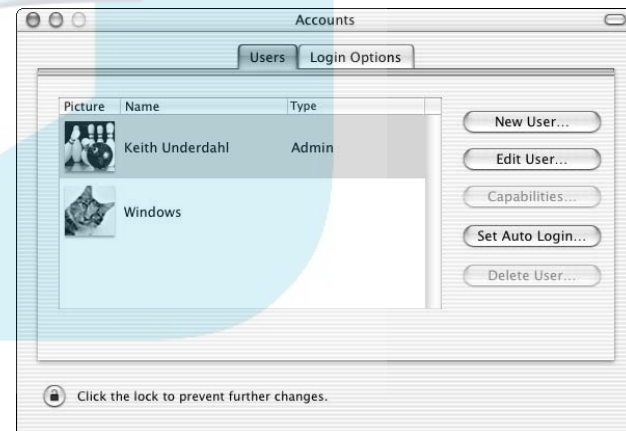 Accounts
Users Login Options
Picture Name Type
Keith Underdahl Admin
Windows
New User...
Edit User...
Capabilities...
Set Auto Login...
Delete User...
Click the lock to prevent further changes.